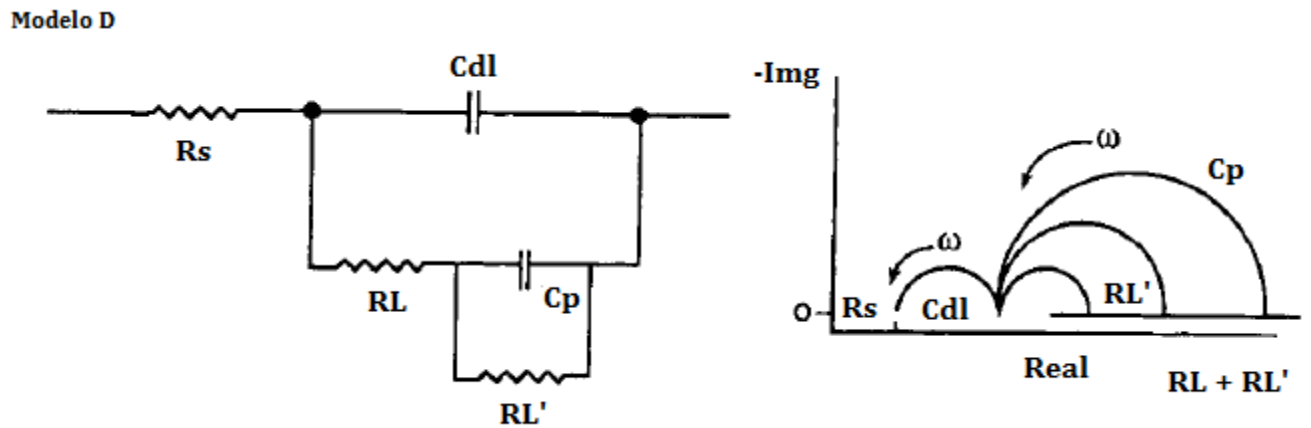 Modelo D
Cdl
Rs
RL
Cp
RL'
-Img
ω
Cp
ω
O
Rs
Cdl
RL'
Real
RL + RL'